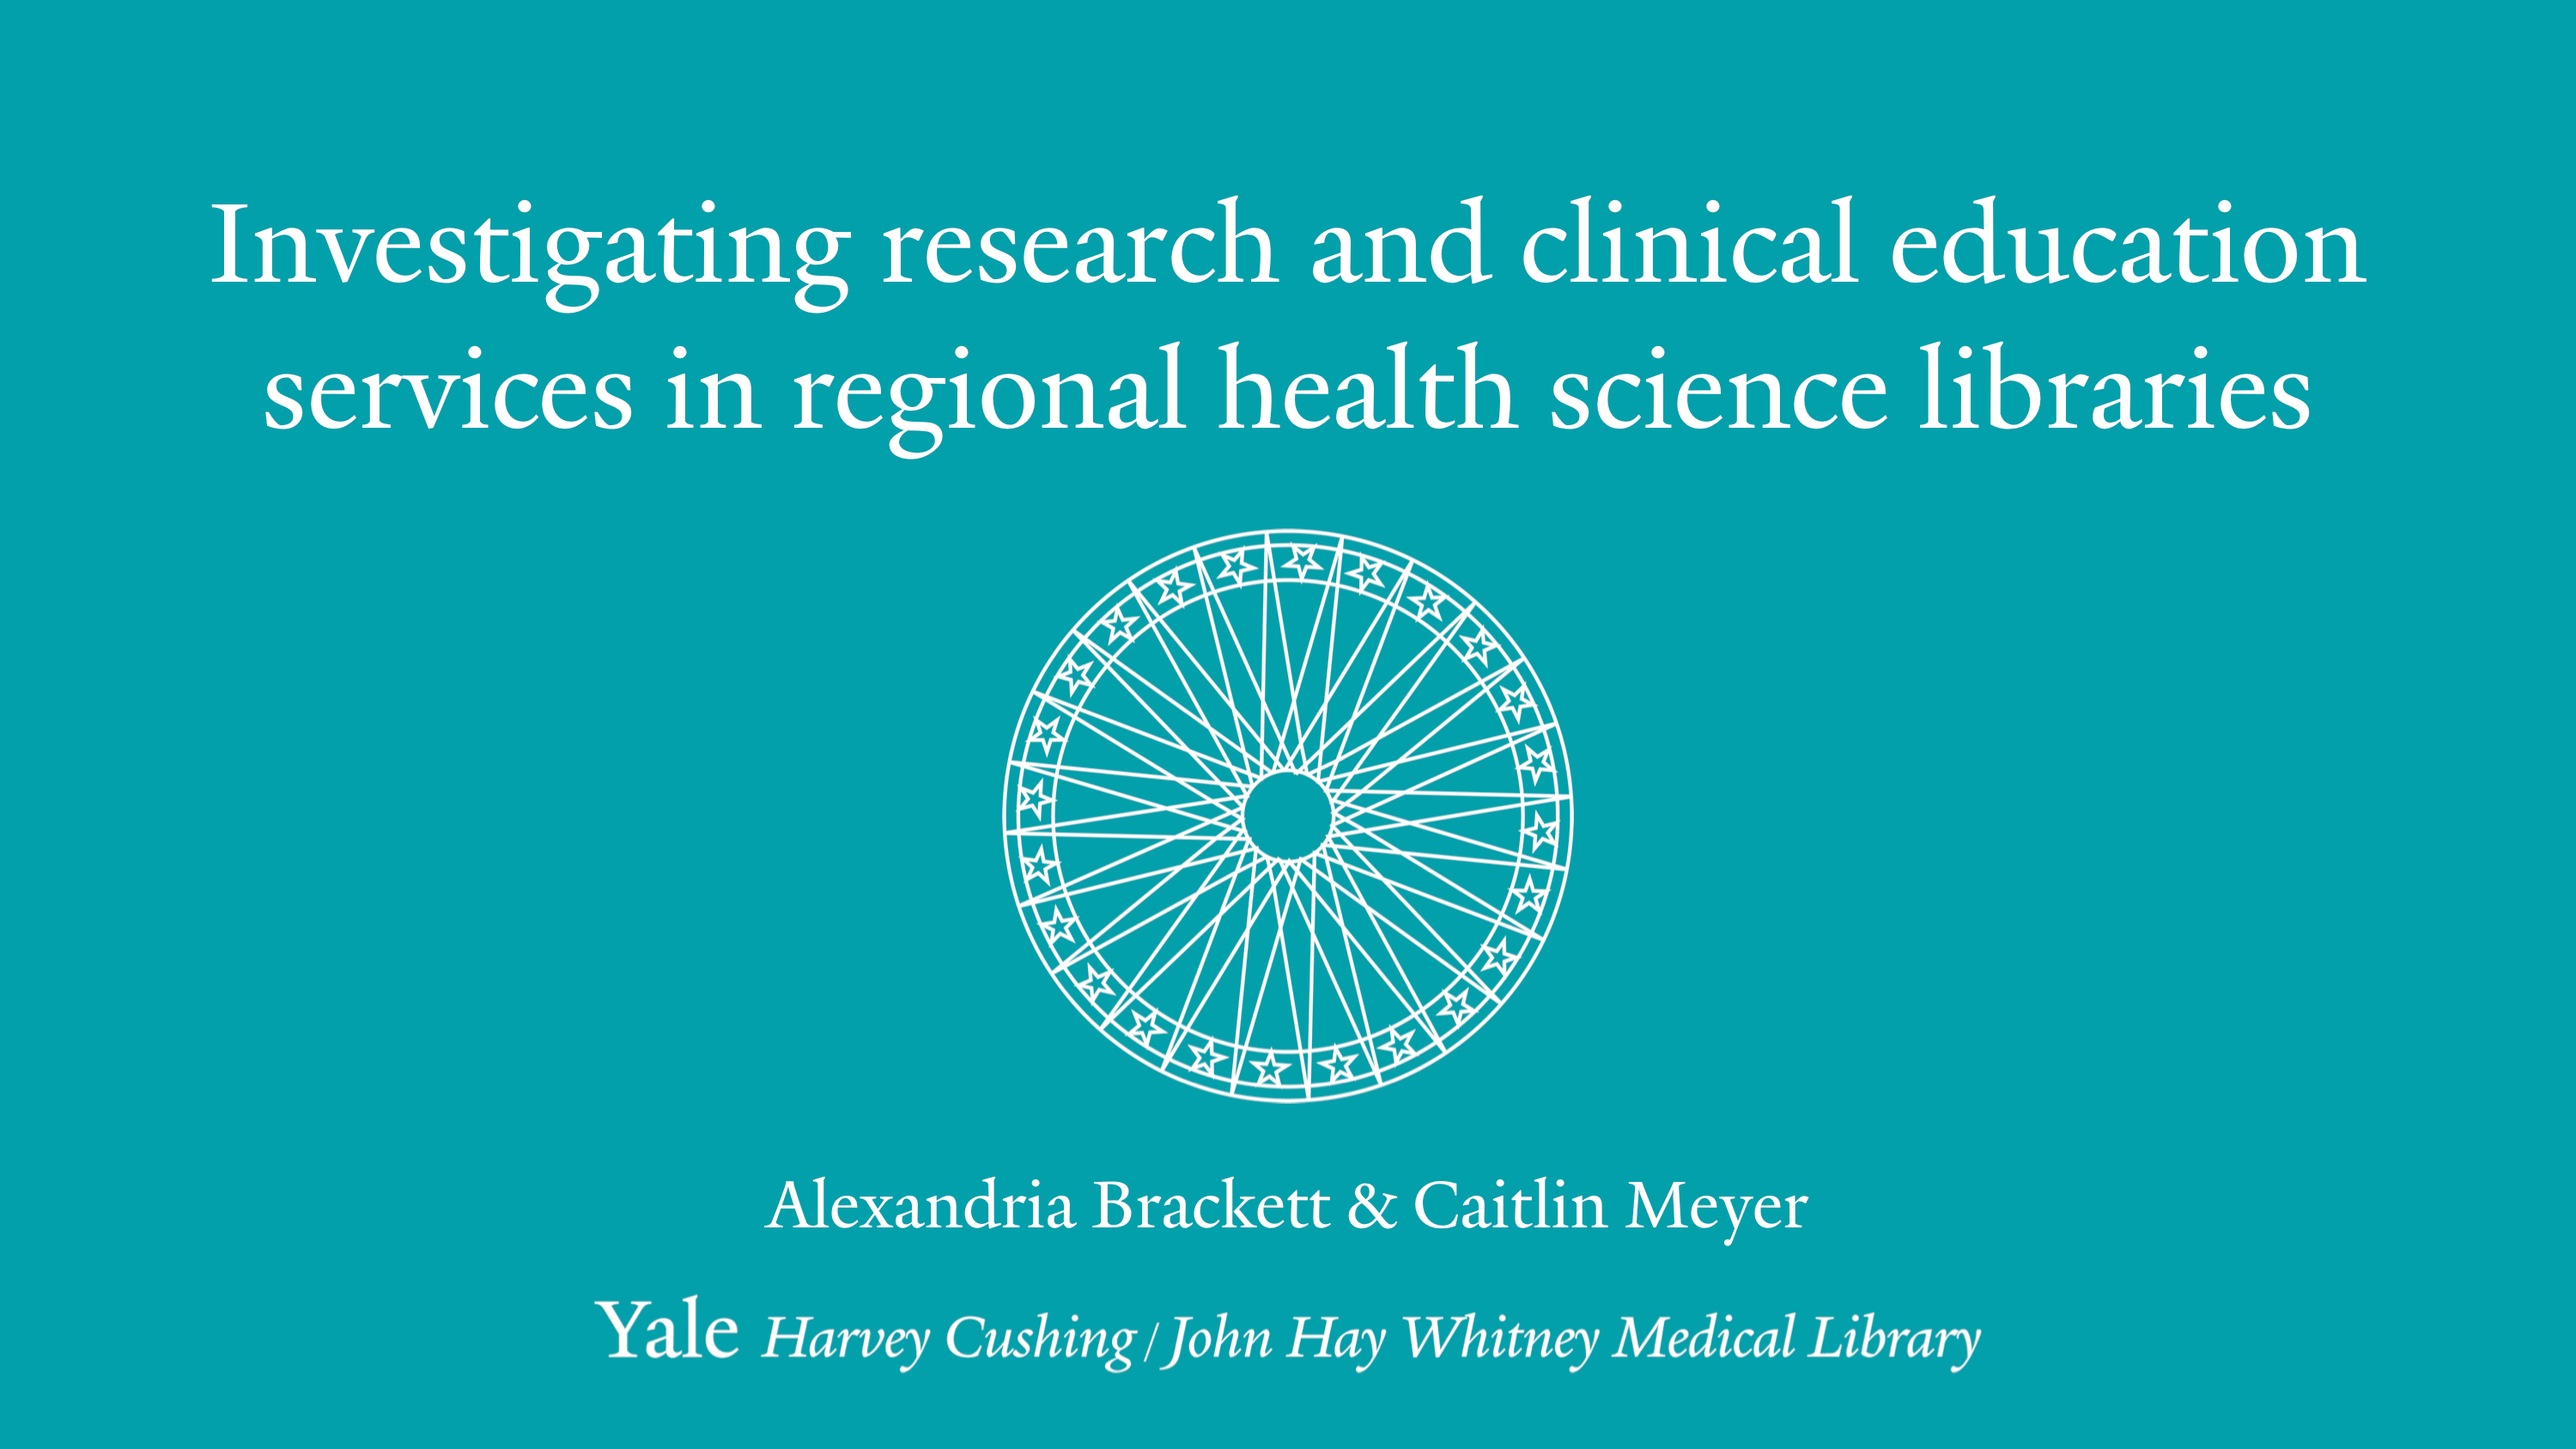 Investigating research and clinical education
services in regional health science libraries
Alexandria Brackett & Caitlin Meyer
Yale Harvey Cushing / John Hay Whitney Medical Library